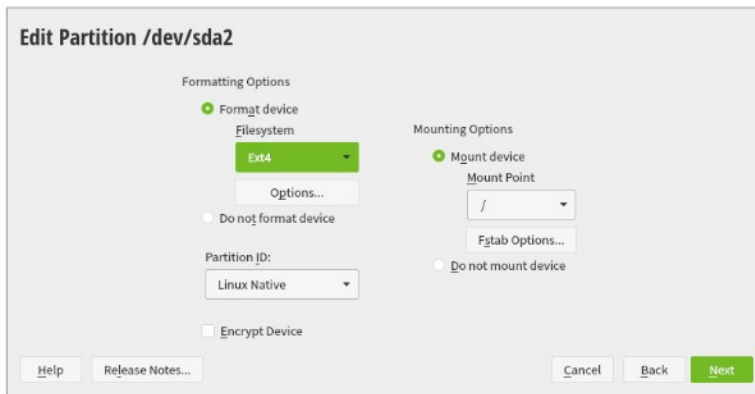 Edit Partition /dev/sda2
Formatting Options
Format device
Filesystem
Ext4
Options...
Do not format device
Partition ID:
Linux Native
Encrypt Device
Mounting Options
Mount device
Mount Point
/
Fstab Options...
Do not mount device
Help
Release Notes...
Cancel
Back
Next